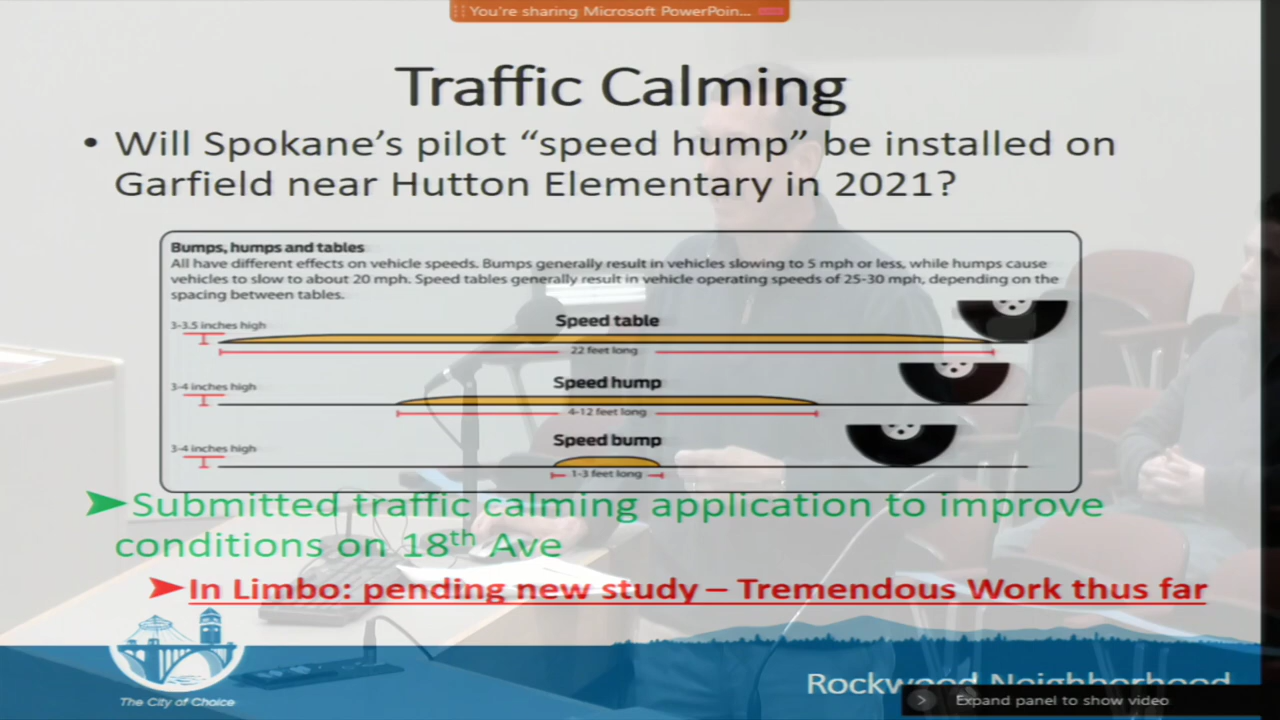 You're sharing Microsoft PowerPoin...
Traffic Calming
• Will Spokane's pilot “speed hump” be installed on
Garfield near Hutton Elementary in 2021?
Bumps, humps and tables
All have different effects on vehicle speeds. Bumps generally result in vehicles slowing to 5 mph or less, while humps cause
vehicles to slow to about 20 mph. Speed tables generally result in vehicle operating speeds of 25-30 mph, depending on the
spacing between tables.
Speed table
3-3.5 inches high
22 feet long
Speed hump
3-4 inches high
4-12 feet long
Speed bump
3-4 inches high
1-3 feet long
➤Submitted traffic calming application to improve
conditions on 18th Ave
➤In Limbo: pending new study – Tremendous Work thus far
The City of Choice
Rockwood Neighborhood
Expand panel to show video